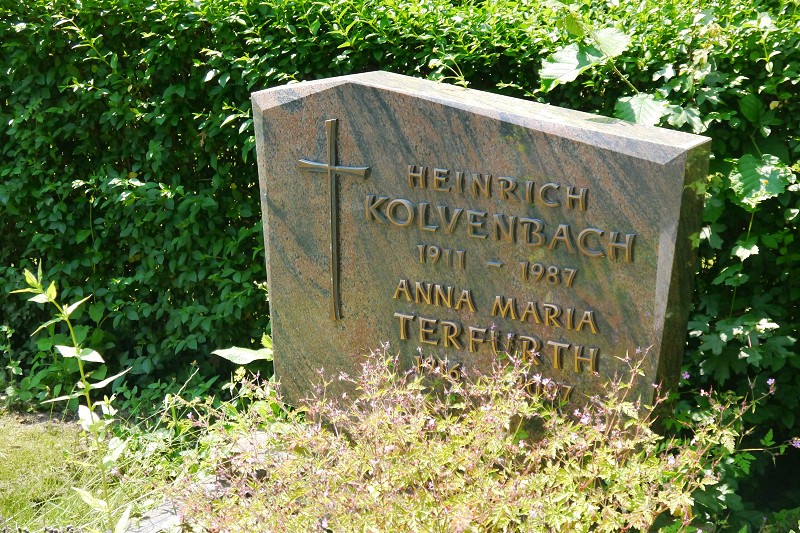 HEINRICH
KOLVENBACH
1911 – 1987
ANNA MARIA
TERFURTH